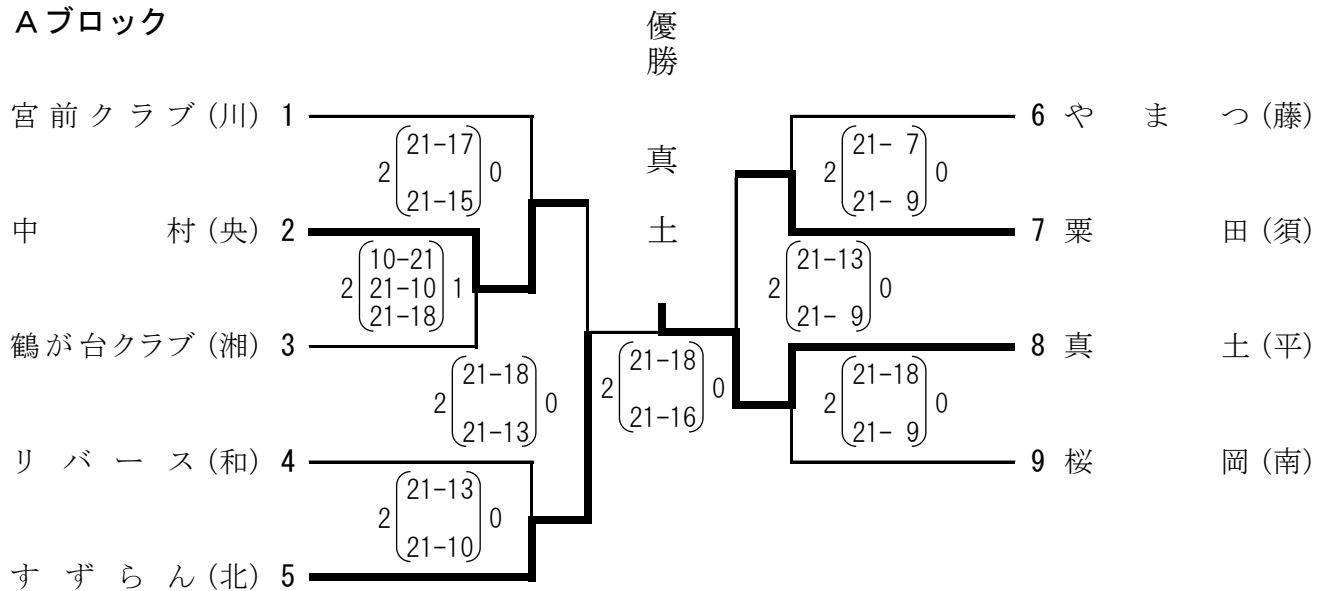 Aブロック
優勝 真土
宮前クラブ(川) 1
6 やまつ(藤)
21-17
2 0
21-15
21- 7
2 0
21- 9
中村(央) 2
7 粟田(須)
10-21
2 21-10 1
21-18
21-13
2 0
21- 9
鶴が台クラブ(湘) 3
8 真土(平)
21-18
2 0
21-13
21-18
2 0
21-16
21-18
2 0
21- 9
リバース(和) 4
9 桜岡(南)
21-13
2 0
21-10
すずらん(北) 5